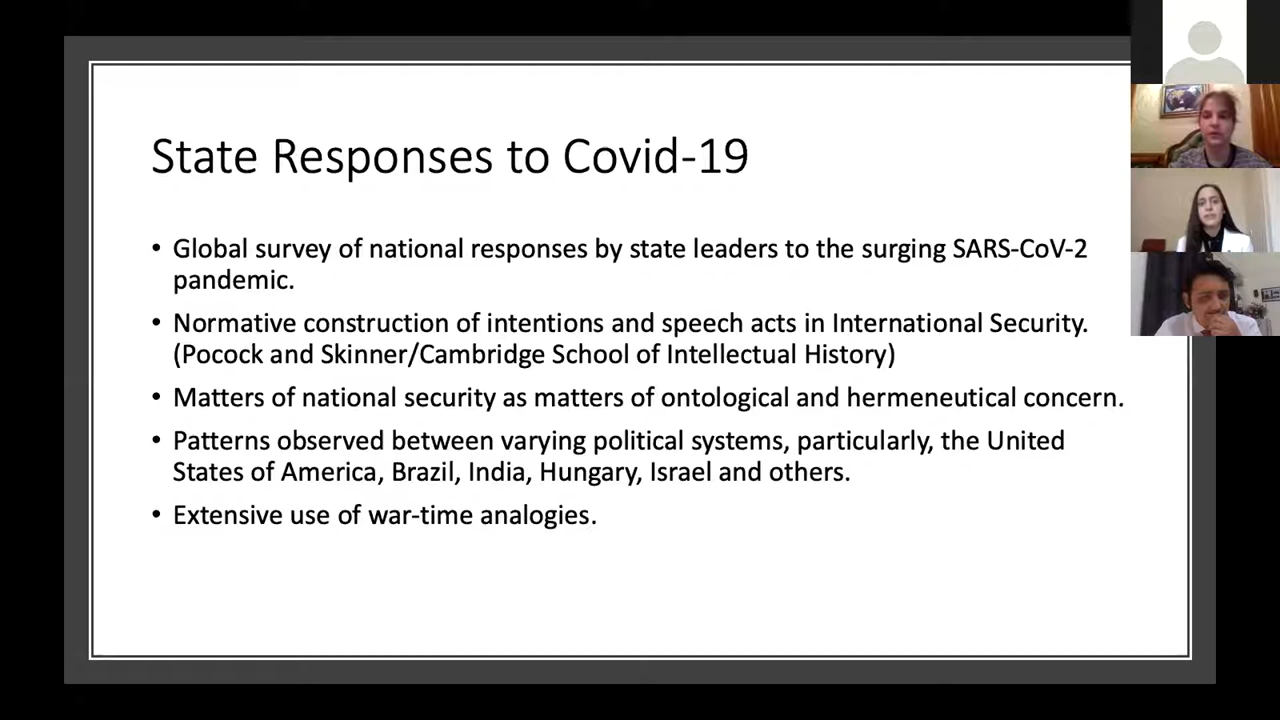 State Responses to Covid-19
• Global survey of national responses by state leaders to the surging SARS-CoV-2
pandemic.
• Normative construction of intentions and speech acts in International Security.
(Pocock and Skinner/Cambridge School of Intellectual History)
• Matters of national security as matters of ontological and hermeneutical concern.
• Patterns observed between varying political systems, particularly, the United
States of America, Brazil, India, Hungary, Israel and others.
• Extensive use of war-time analogies.